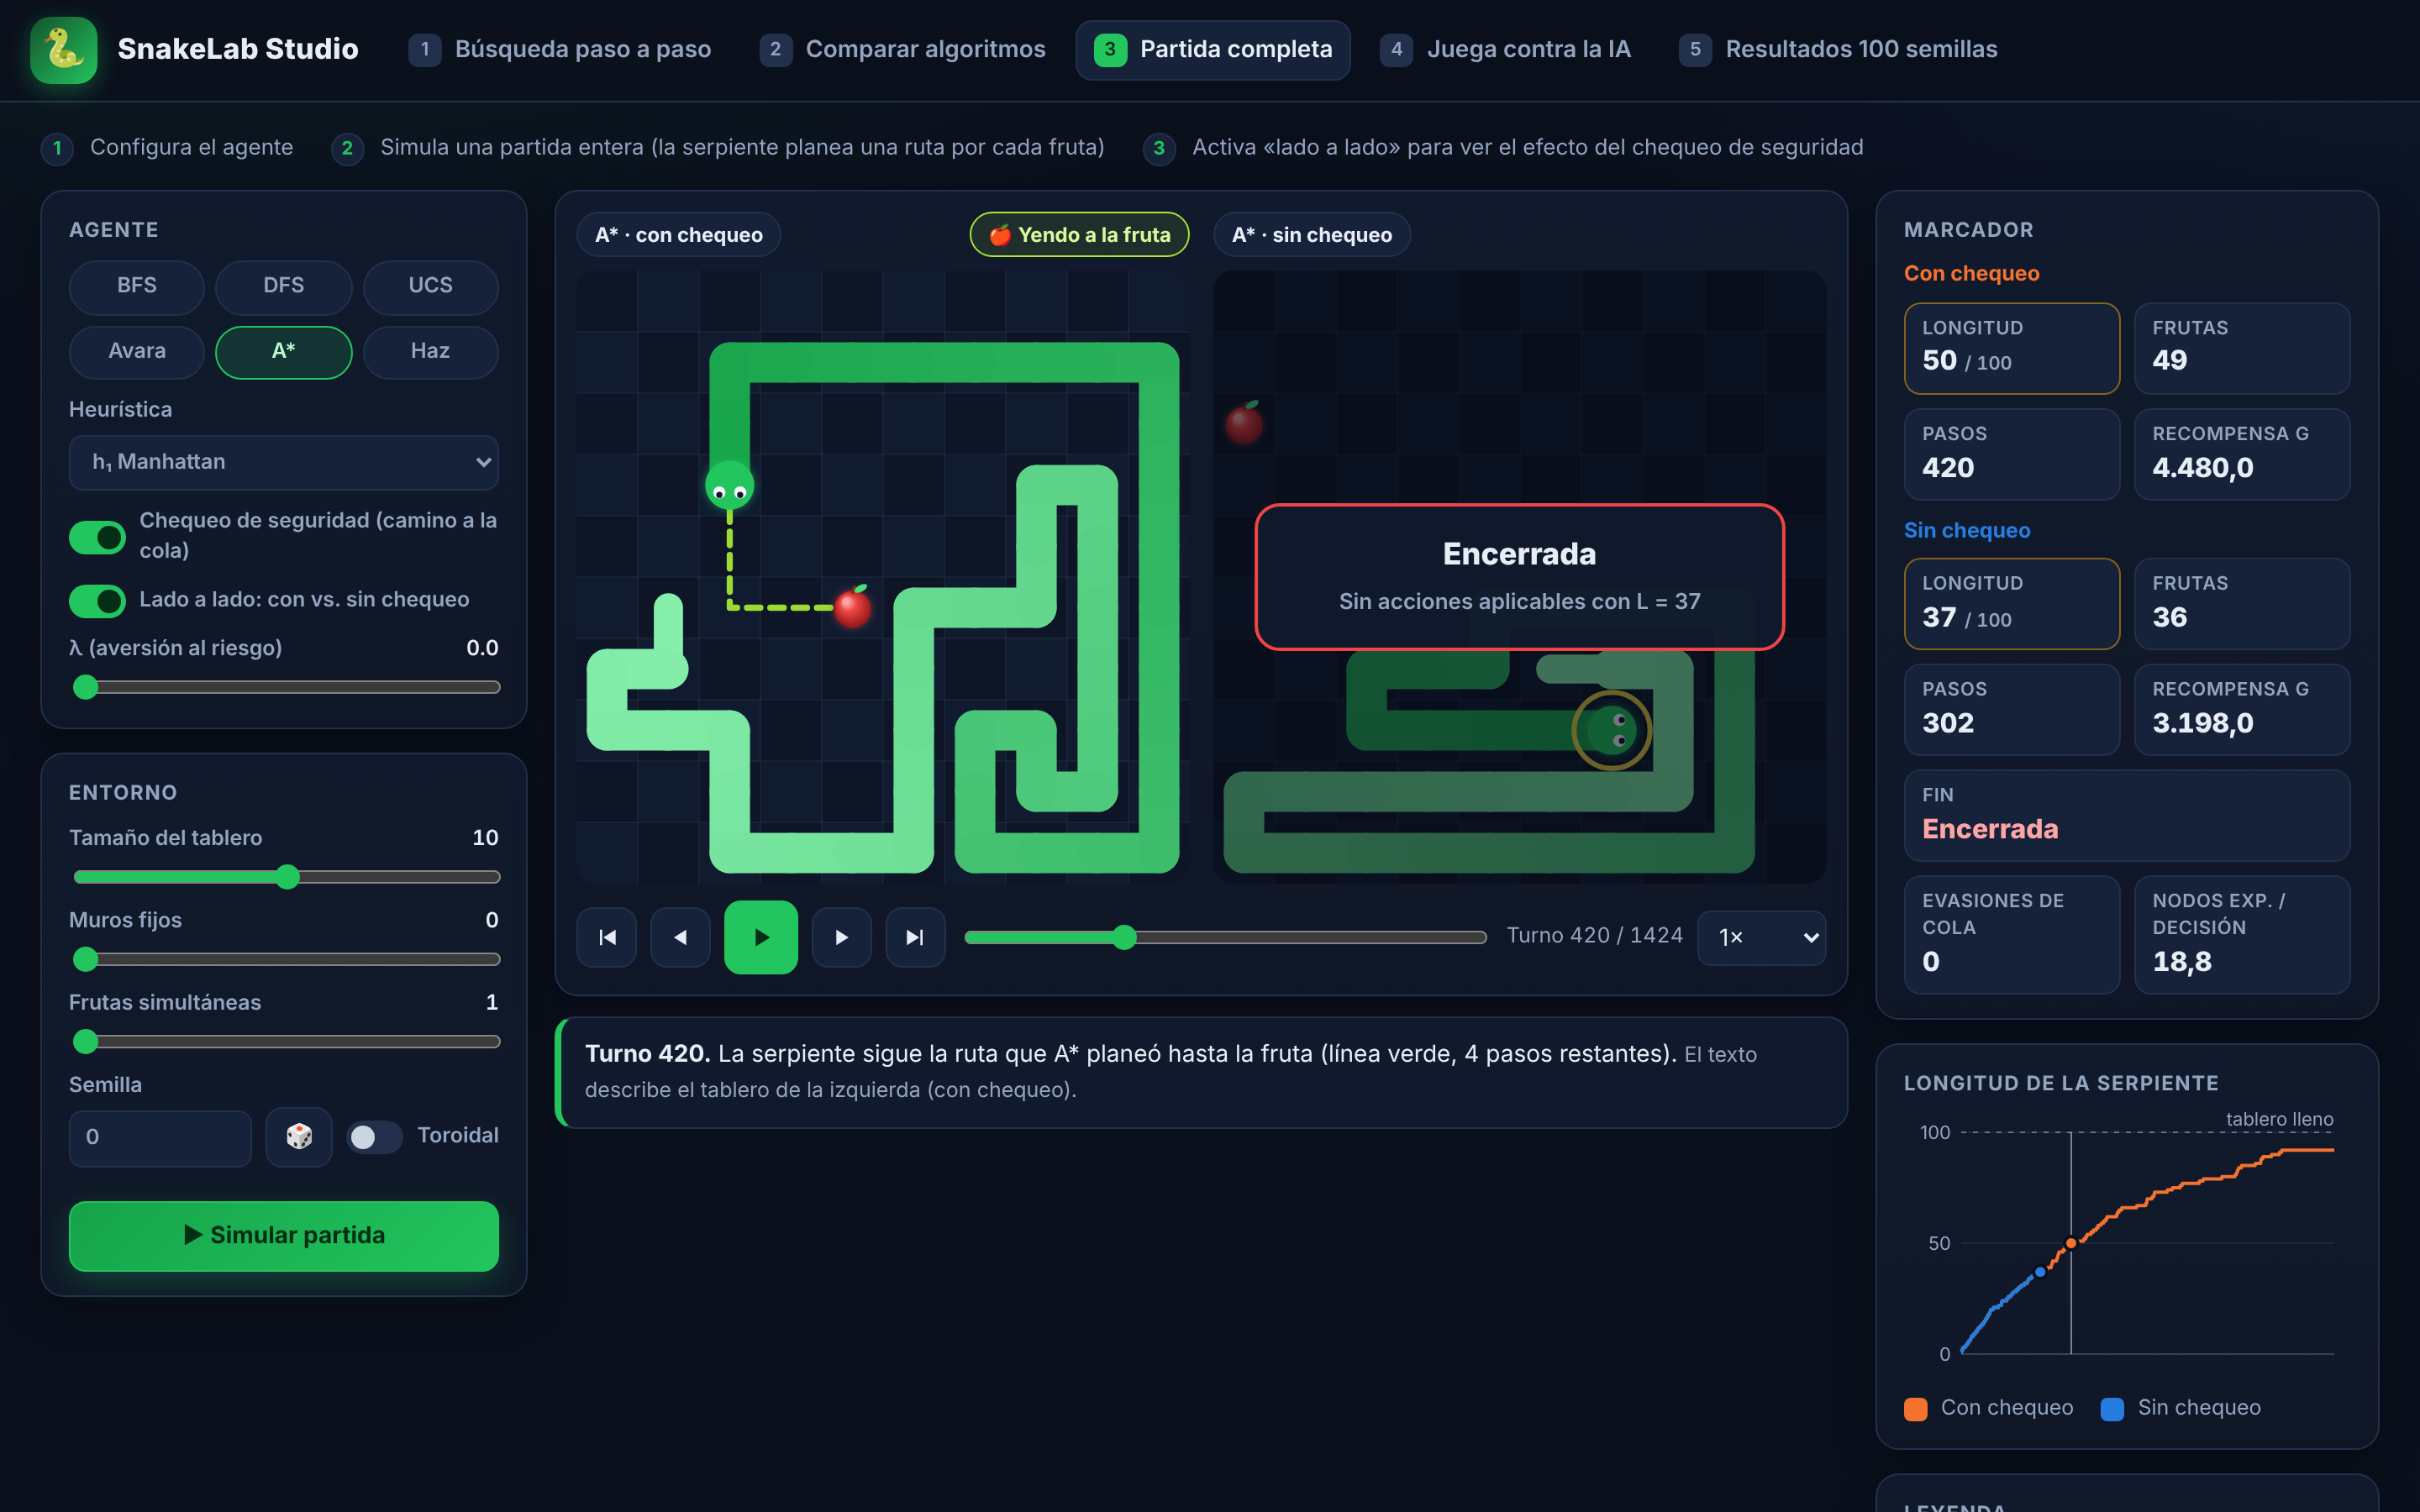 SnakeLab Studio
1 Búsqueda paso a paso
2 Comparar algoritmos
3 Partida completa
4 Juega contra la IA
5 Resultados 100 semillas
1 Configura el agente
2 Simula una partida entera (la serpiente planea una ruta por cada fruta)
3 Activa «lado a lado» para ver el efecto del chequeo de seguridad
AGENTE
BFS DFS UCS
Avara A* Haz
Heurística
h₁ Manhattan
Chequeo de seguridad (camino a la
cola)
Lado a lado: con vs. sin chequeo
λ (aversión al riesgo) 0.0
ENTORNO
Tamaño del tablero 10
Muros fijos 0
Frutas simultáneas 1
Semilla
0
Toroidal
▶ Simular partida
A* · con chequeo
Yendo a la fruta
A* · sin chequeo
Encerrada
Sin acciones aplicables con L = 37
Turno 420 / 1424
1×
Turno 420. La serpiente sigue la ruta que A* planeó hasta la fruta (línea verde, 4 pasos restantes). El texto
describe el tablero de la izquierda (con chequeo).
MARCADOR
Con chequeo
LONGITUD
50 / 100
FRUTAS
49
PASOS
420
RECOMPENSA G
4.480,0
Sin chequeo
LONGITUD
37 / 100
FRUTAS
36
PASOS
302
RECOMPENSA G
3.198,0
FIN
Encerrada
EVASIONES DE
COLA
0
NODOS EXP. /
DECISIÓN
18,8
LONGITUD DE LA SERPIENTE
tablero lleno
100
50
0
Con chequeo
Sin chequeo
LEYENDA